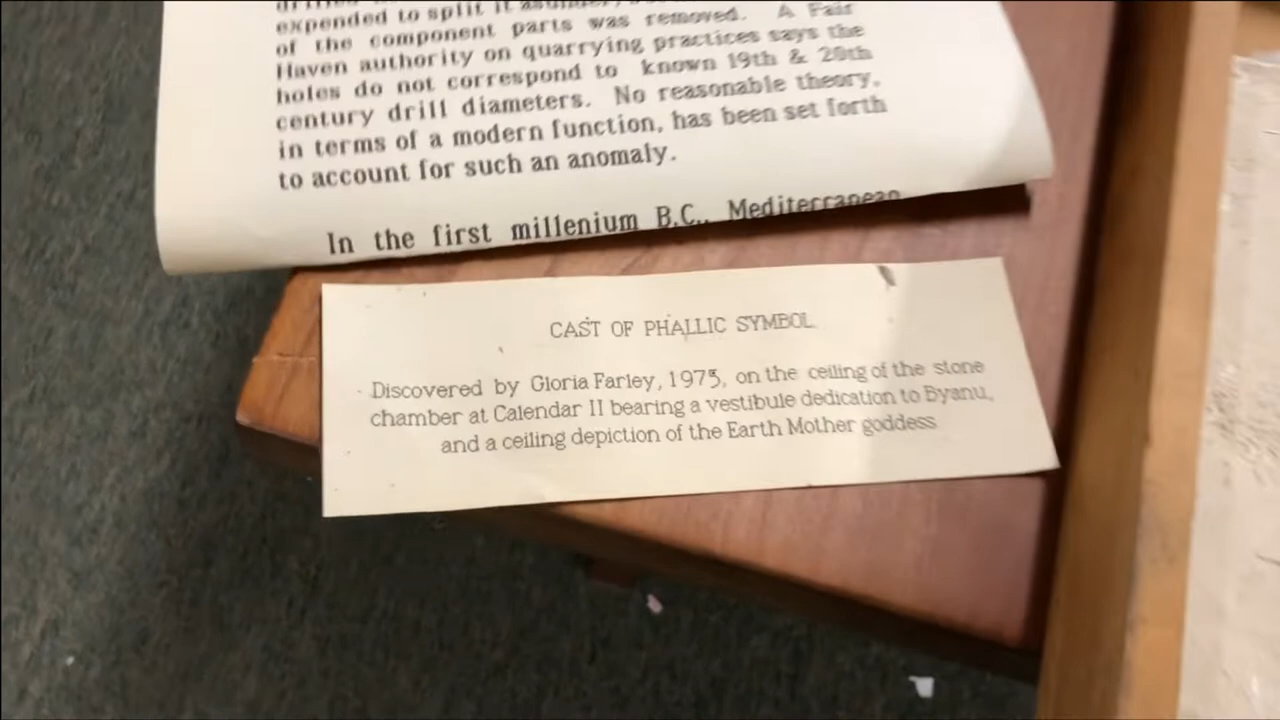 expended to split it asunder,
of the component parts was removed. A Fair
Haven authority on quarrying practices says the
holes do not correspond to known 19th & 20th
century drill diameters. No reasonable theory,
in terms of a modern function, has been set forth
to account for such an anomaly.
In the first millenium B.C., Mediterranean
CAST OF PHALLIC SYMBOL
Discovered by Gloria Farley, 1975, on the ceiling of the stone
chamber at Calendar II bearing a vestibule dedication to Byanu,
and a ceiling depiction of the Earth Mother goddess